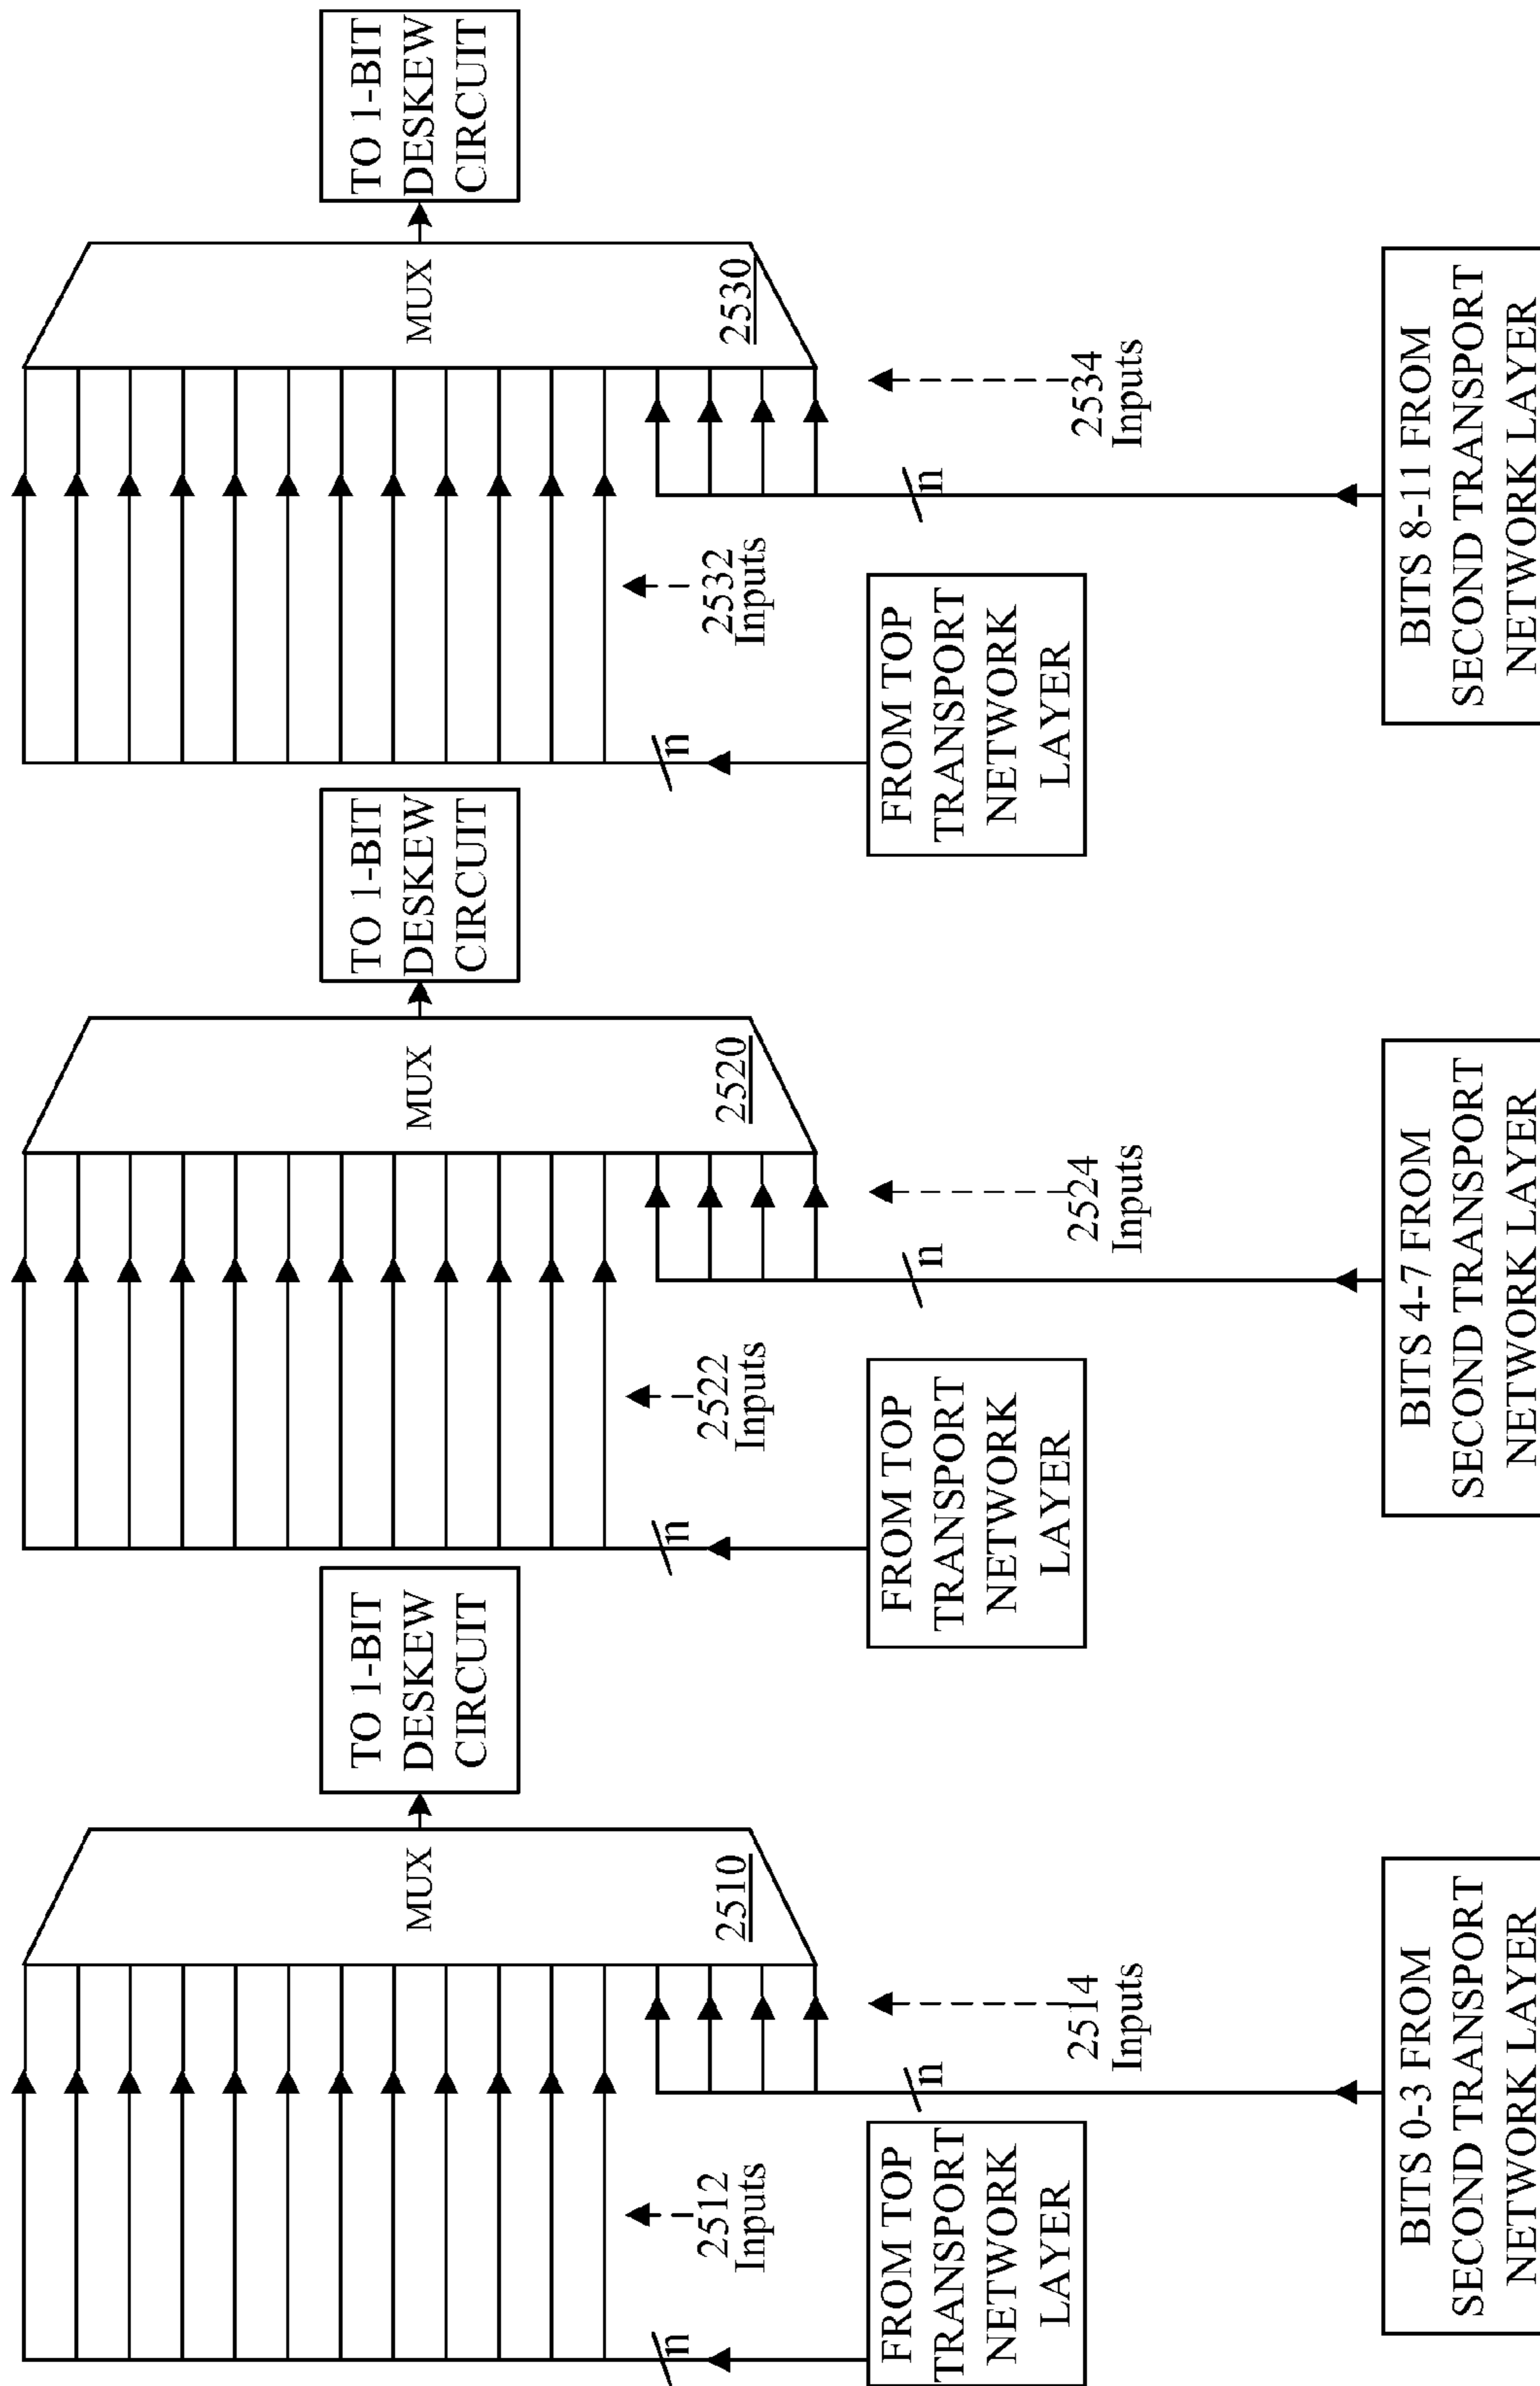 TO 1-BIT
DESKEW
CIRCUIT
MUX
2510
n
2512
Inputs
FROM TOP
TRANSPORT
NETWORK
LAYER
n
2514
Inputs
BITS 0-3 FROM
SECOND TRANSPORT
NETWORK LAYER
TO 1-BIT
DESKEW
CIRCUIT
MUX
2520
n
2522
Inputs
FROM TOP
TRANSPORT
NETWORK
LAYER
n
2524
Inputs
BITS 4-7 FROM
SECOND TRANSPORT
NETWORK LAYER
TO 1-BIT
DESKEW
CIRCUIT
MUX
2530
n
2532
Inputs
FROM TOP
TRANSPORT
NETWORK
LAYER
n
2534
Inputs
BITS 8-11 FROM
SECOND TRANSPORT
NETWORK LAYER